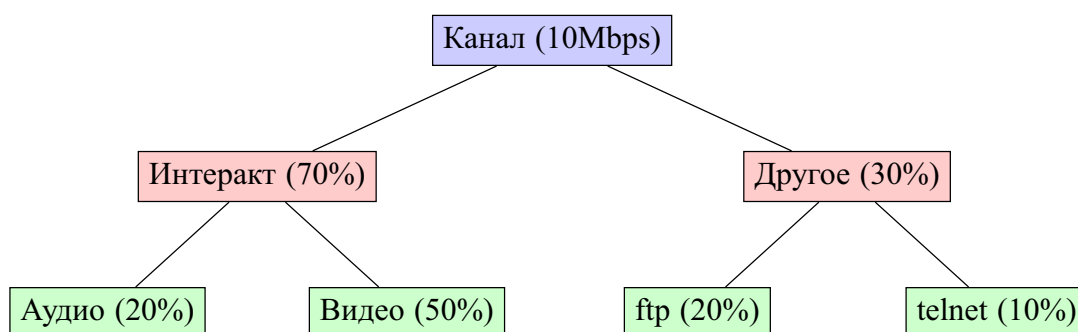 Канал (10Mbps)
Интеракт (70%)
Другое (30%)
Аудио (20%)
Видео (50%)
ftp (20%)
telnet (10%)